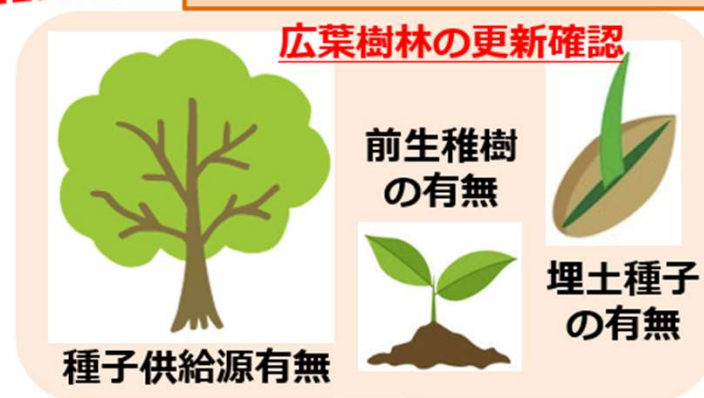 広葉樹林の更新確認
前生稚樹
の有無
埋土種子
の有無
種子供給源有無